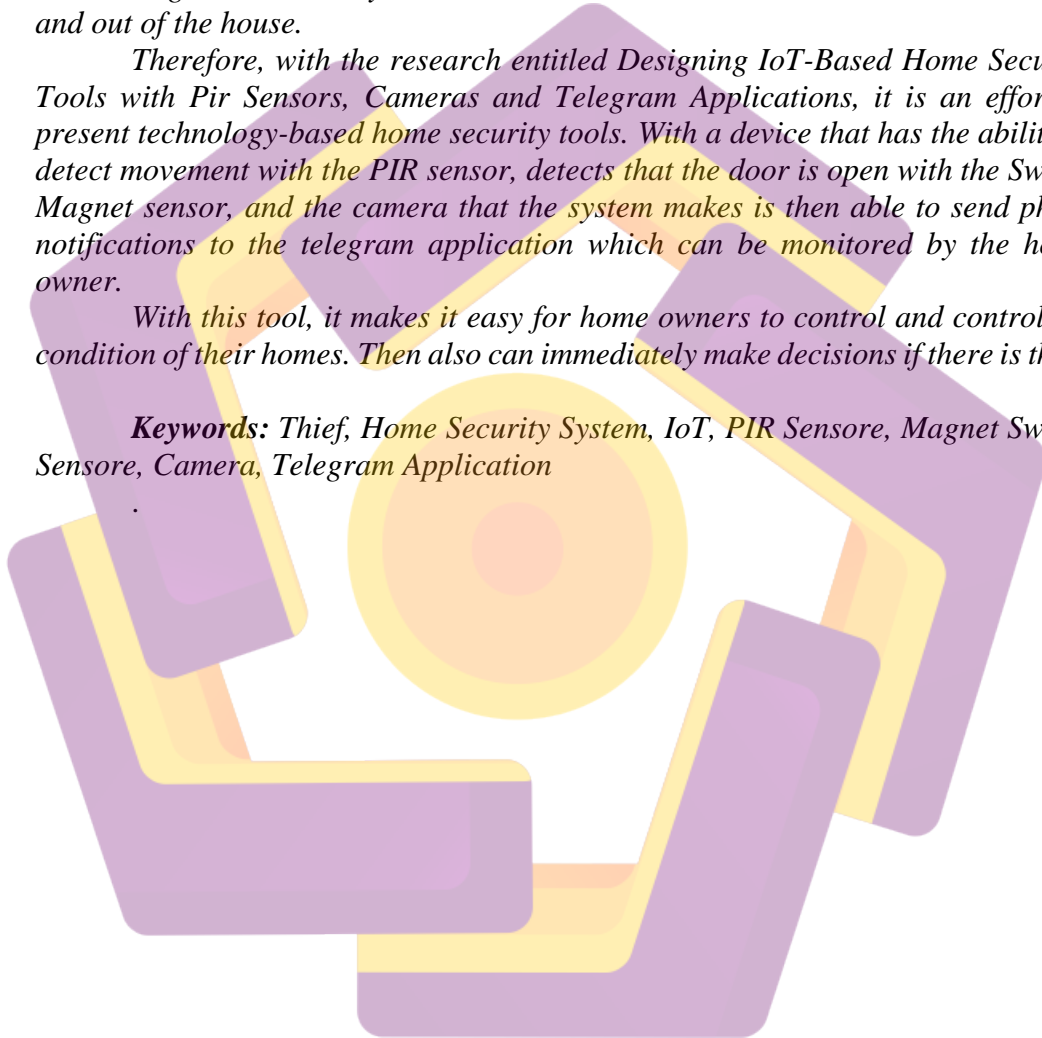 and out of the house.
Therefore, with the research entitled Designing IoT-Based Home Secu
Tools with Pir Sensors, Cameras and Telegram Applications, it is an effor
present technology-based home security tools. With a device that has the abilit
detect movement with the PIR sensor, detects that the door is open with the Sw
Magnet sensor, and the camera that the system makes is then able to send ph
notifications to the telegram application which can be monitored by the ho
owner.
With this tool, it makes it easy for home owners to control and control
condition of their homes. Then also can immediately make decisions if there is th
Keywords: Thief, Home Security System, IoT, PIR Sensore, Magnet Sw
Sensore, Camera, Telegram Application
.